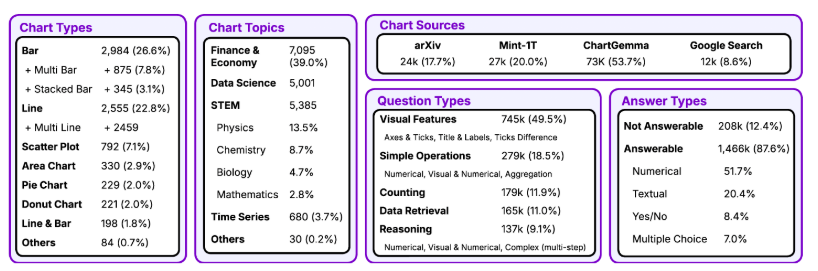 Chart Types
Bar 2,984 (26.6%)
+ Multi Bar + 875 (7.8%)
+ Stacked Bar + 345 (3.1%)
Line 2,555 (22.8%)
+ Multi Line + 2459
Scatter Plot 792 (7.1%)
Area Chart 330 (2.9%)
Pie Chart 229 (2.0%)
Donut Chart 221 (2.0%)
Line & Bar 198 (1.8%)
Others 84 (0.7%)
Chart Topics
Finance & 7,095
Economy (39.0%)
Data Science 5,001
STEM 5,385
Physics 13.5%
Chemistry 8.7%
Biology 4.7%
Mathematics 2.8%
Time Series 680 (3.7%)
Others 30 (0.2%)
Chart Sources
arXiv Mint-1T ChartGemma Google Search
24k (17.7%) 27k (20.0%) 73K (53.7%) 12k (8.6%)
Question Types
Visual Features 745k (49.5%)
Axes & Ticks, Title & Labels, Ticks Difference
Simple Operations 279k (18.5%)
Numerical, Visual & Numerical, Aggregation
Counting 179k (11.9%)
Data Retrieval 165k (11.0%)
Reasoning 137k (9.1%)
Numerical, Visual & Numerical, Complex (multi-step)
Answer Types
Not Answerable 208k (12.4%)
Answerable 1,466k (87.6%)
Numerical 51.7%
Textual 20.4%
Yes/No 8.4%
Multiple Choice 7.0%